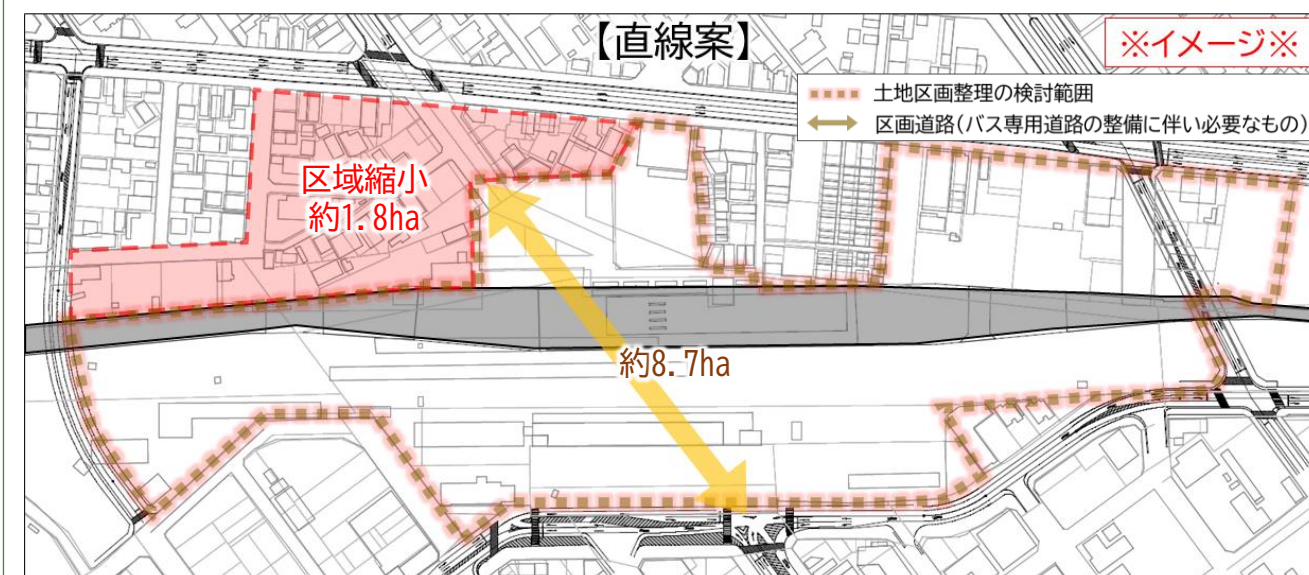 【直線案】
※イメージ※
土地区画整理の検討範囲
区画道路(バス専用道路の整備に伴い必要なもの)
区域縮小
約1.8ha
約8.7ha